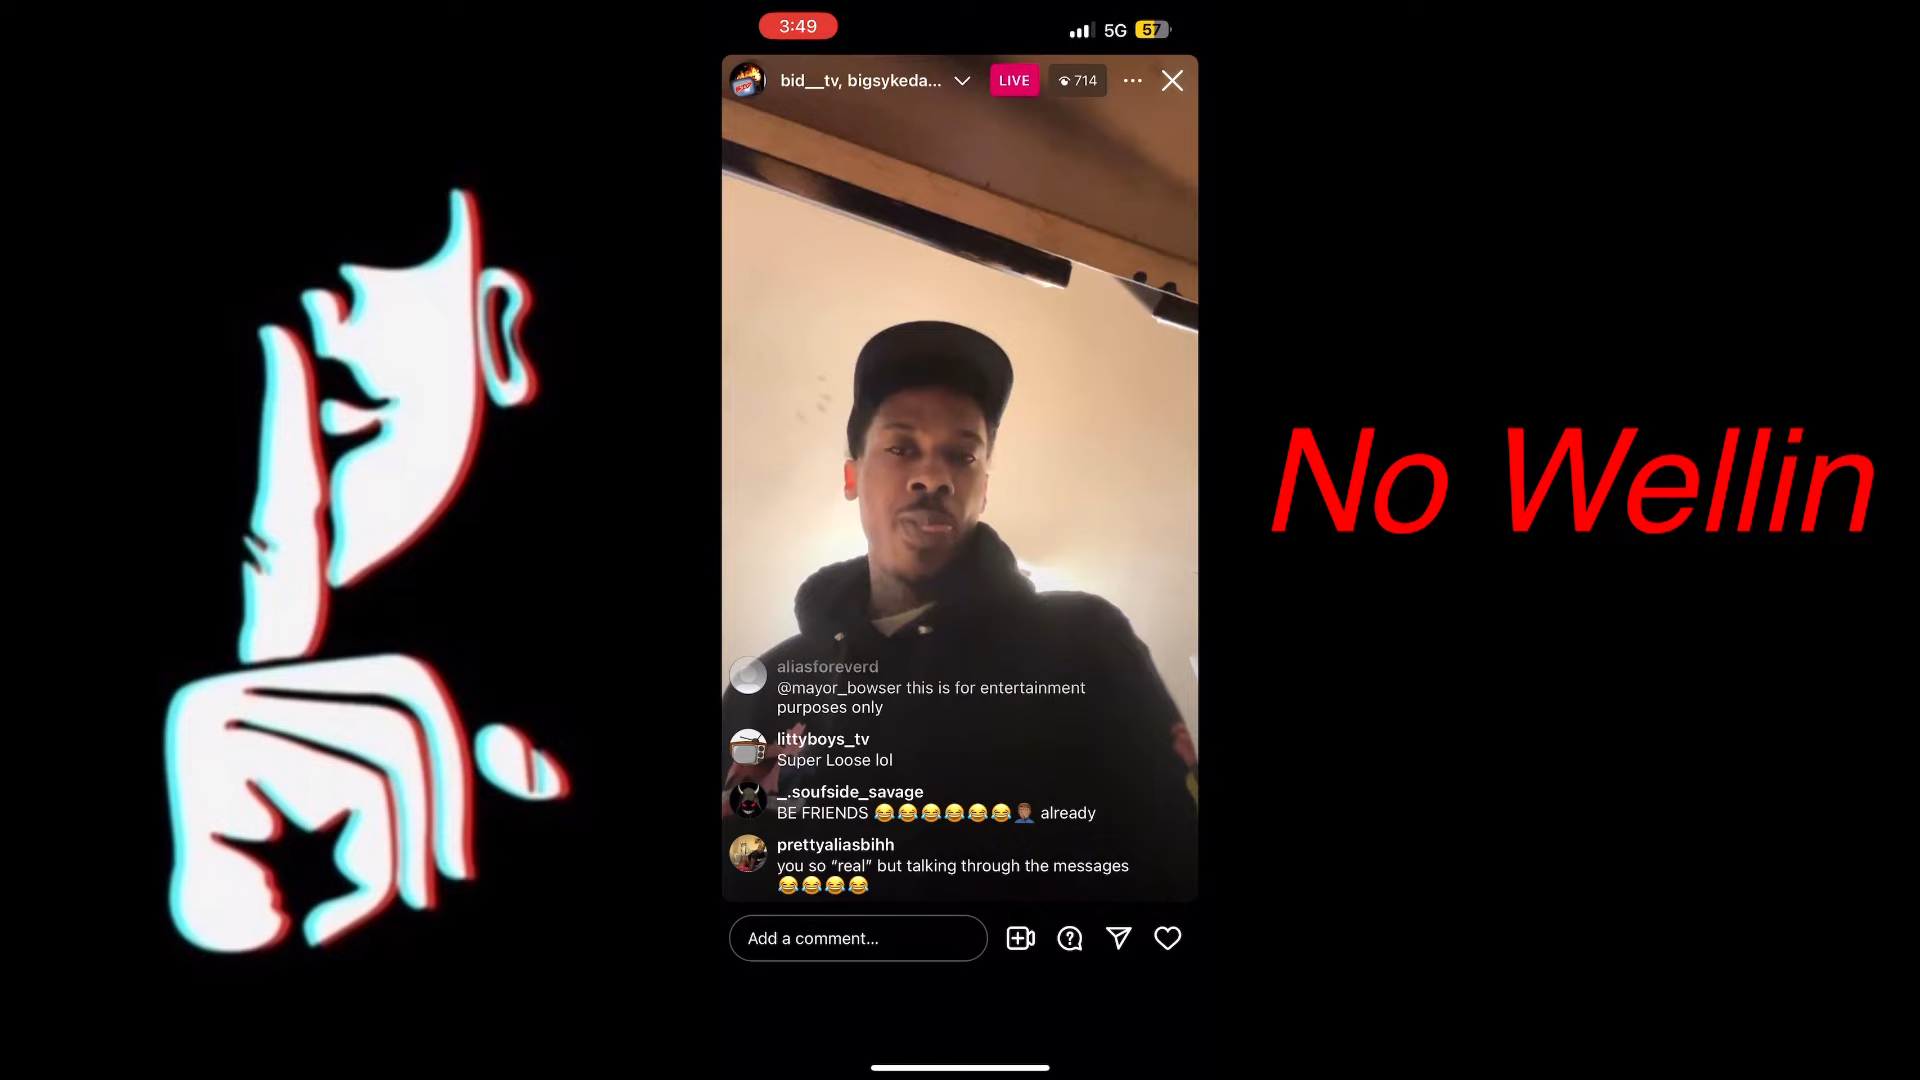 3:49
5G 57
bid__tv, bigsykeda... LIVE 714
aliasforeverd
@mayor_bowser this is for entertainment
purposes only
littyboys_tv
Super Loose lol
_.soufside_savage
BE FRIENDS 😂😂😂😂😂😂🤦🏽‍♂️ already
prettyaliasbihh
you so “real” but talking through the messages
😂😂😂😂
Add a comment...
No Wellin